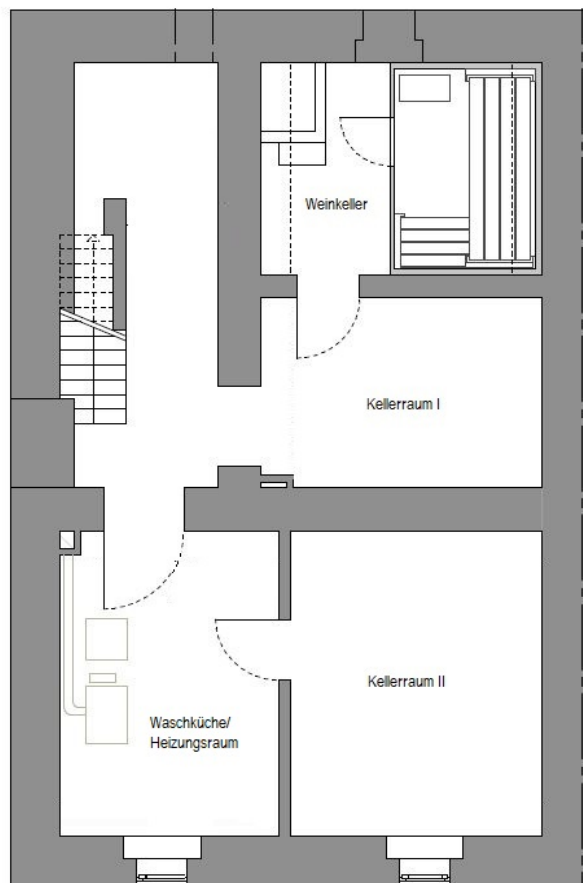 Weinkeller
Kellerraum I
Kellerraum II
Waschküche/
Heizungsraum